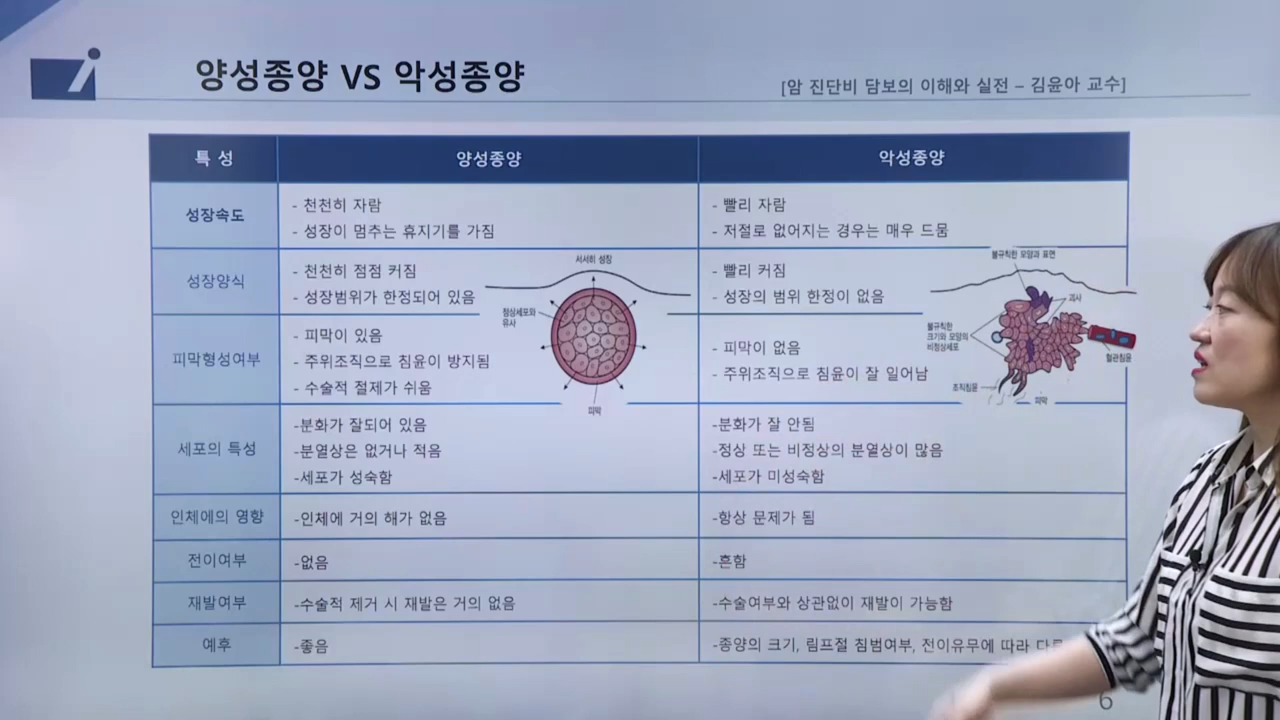 양성종양 VS 악성종양
[암 진단비 담보의 이해와 실전 – 김윤아 교수]
특 성
양성종양
악성종양
성장속도
- 천천히 자람
- 성장이 멈추는 휴지기를 가짐
- 빨리 자람
- 저절로 없어지는 경우는 매우 드뭄
성장양식
- 천천히 점점 커짐
- 성장범위가 한정되어 있음
서서히 성장
정상세포와
유사
피막
- 빨리 커짐
- 성장의 범위 한정이 없음
불규칙한 모양과 표면
괴사
불규칙한
크기와 모양의
비정상세포
혈관침윤
조직침윤
피막
피막형성여부
- 피막이 있음
- 주위조직으로 침윤이 방지됨
- 수술적 절제가 쉬움
- 피막이 없음
- 주위조직으로 침윤이 잘 일어남
세포의 특성
-분화가 잘되어 있음
-분열상은 없거나 적음
-세포가 성숙함
-분화가 잘 안됨
-정상 또는 비정상의 분열상이 많음
-세포가 미성숙함
인체에의 영향
-인체에 거의 해가 없음
-항상 문제가 됨
전이여부
-없음
-흔함
재발여부
-수술적 제거 시 재발은 거의 없음
-수술여부와 상관없이 재발이 가능함
예후
-좋음
-종양의 크기, 림프절 침범여부, 전이유무에 따라
6